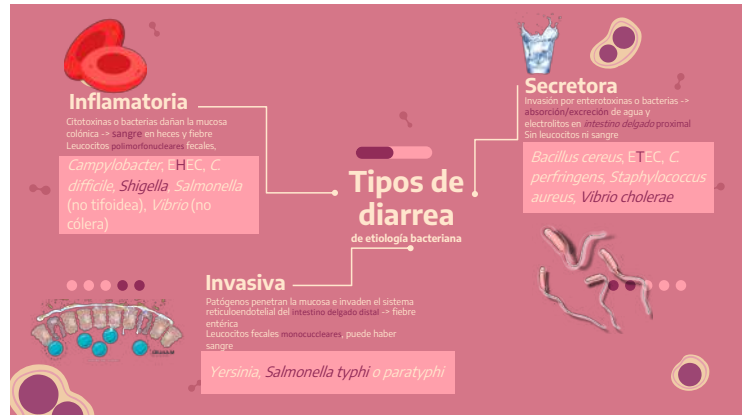 Inflamatoria
Citotoxinas o bacterias dañan la mucosa
colónica -> sangre en heces y fiebre
Leucocitos polimorfonucleares fecales,
Campylobacter, EHEC, C.
difficile, Shigella, Salmonella
(no tifoidea), Vibrio (no
cólera)
Secretora
Invasión por enterotoxinas o bacterias ->
absorción/excreción de agua y
electrolitos en intestino delgado proximal
Sin leucocitos ni sangre
Bacillus cereus, ETEC, C.
perfringens, Staphylococcus
aureus, Vibrio cholerae
Tipos de
diarrea
de etiología bacteriana
Invasiva
Patógenos penetran la mucosa e invaden el sistema
reticuloendotelial del intestino delgado distal -> fiebre
entérica
Leucocitos fecales monocuccleares, puede haber
sangre
Yersinia, Salmonella typhi o paratyphi